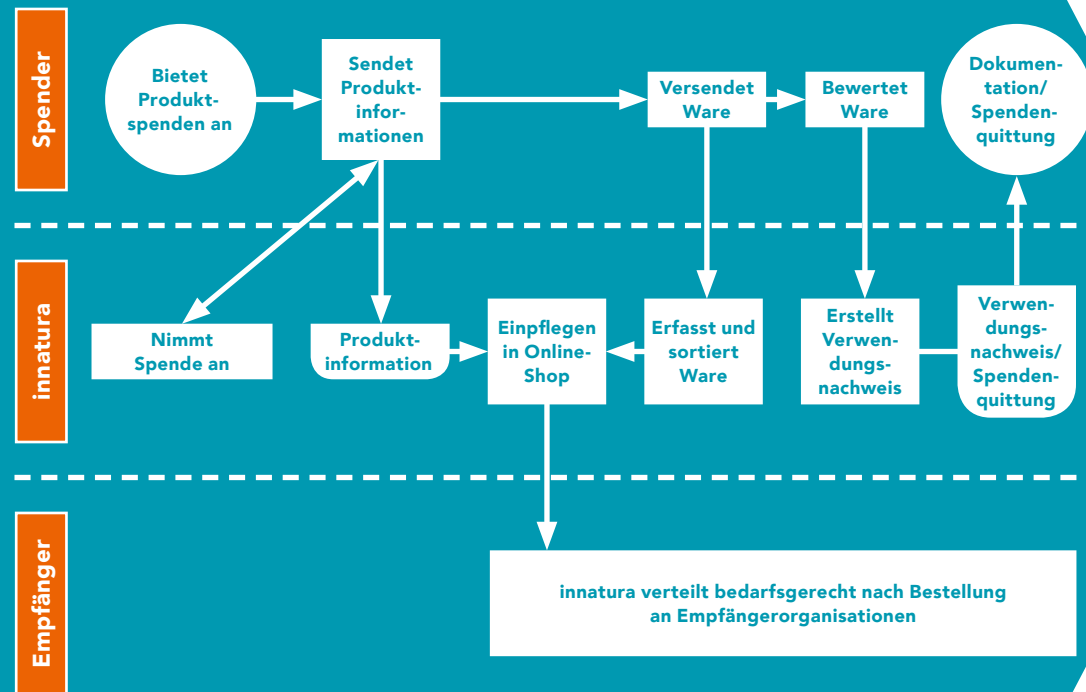 Spender
Bietet
Produkt-
spenden an
Sendet
Produkt-
infor-
mationen
Versendet
Ware
Bewertet
Ware
Dokumen-
tation/
Spenden-
quittung
innatura
Nimmt
Spende an
Produkt-
information
Einpflegen
in Online-
Shop
Erfasst und
sortiert
Ware
Erstellt
Verwen-
dungs-
nachweis
Verwen-
dungs-
nachweis/
Spenden-
quittung
Empfänger
innatura verteilt bedarfsgerecht nach Bestellung
an Empfängerorganisationen